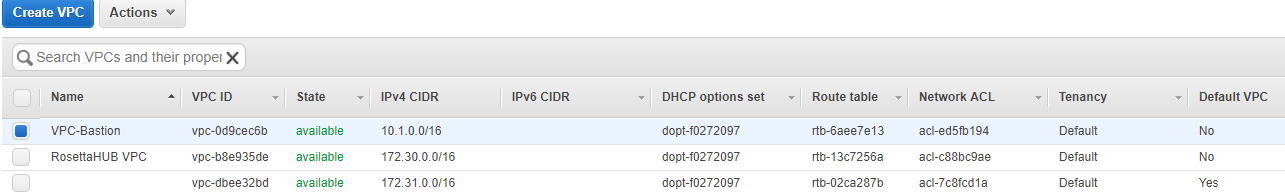 Create VPC Actions
Search VPCs and their proper
Name VPC ID State IPv4 CIDR IPv6 CIDR DHCP options set Route table Network ACL Tenancy Default VPC
VPC-Bastion vpc-0d9cec6b available 10.1.0.0/16 dopt-f0272097 rtb-6aee7e13 acl-ed5fb194 Default No
RosettaHUB VPC vpc-b8e935de available 172.30.0.0/16 dopt-f0272097 rtb-13c7256a acl-c88bc9ae Default No
vpc-dbee32bd available 172.31.0.0/16 dopt-f0272097 rtb-02ca287b acl-7c8fcd1a Default Yes